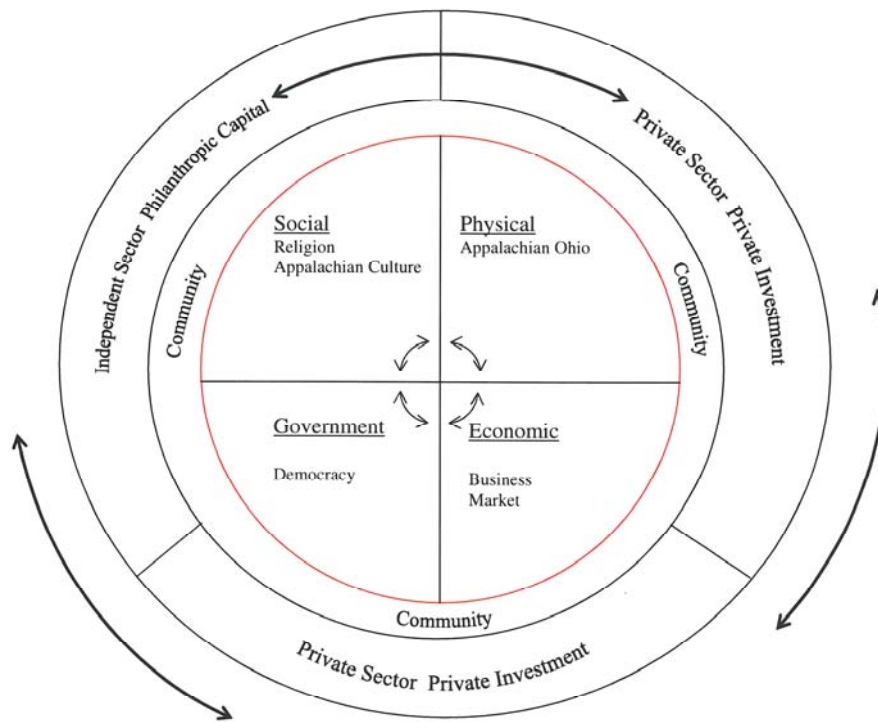 Independent Sector Philanthropic Capital
Private Sector Private Investment
Community
Community
Social
Religion
Appalachian Culture
Physical
Appalachian Ohio
Government
Democracy
Economic
Business
Market
Community
Private Sector Private Investment